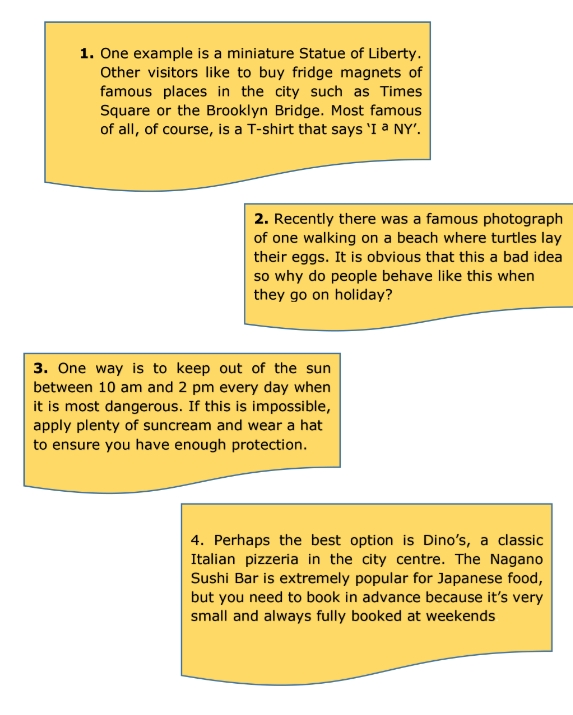 1. One example is a miniature Statue of Liberty.
Other visitors like to buy fridge magnets of
famous places in the city such as Times
Square or the Brooklyn Bridge. Most famous
of all, of course, is a T-shirt that says ‘I ª NY’.
2. Recently there was a famous photograph
of one walking on a beach where turtles lay
their eggs. It is obvious that this a bad idea
so why do people behave like this when
they go on holiday?
3. One way is to keep out of the sun
between 10 am and 2 pm every day when
it is most dangerous. If this is impossible,
apply plenty of suncream and wear a hat
to ensure you have enough protection.
4. Perhaps the best option is Dino’s, a classic
Italian pizzeria in the city centre. The Nagano
Sushi Bar is extremely popular for Japanese food,
but you need to book in advance because it’s very
small and always fully booked at weekends